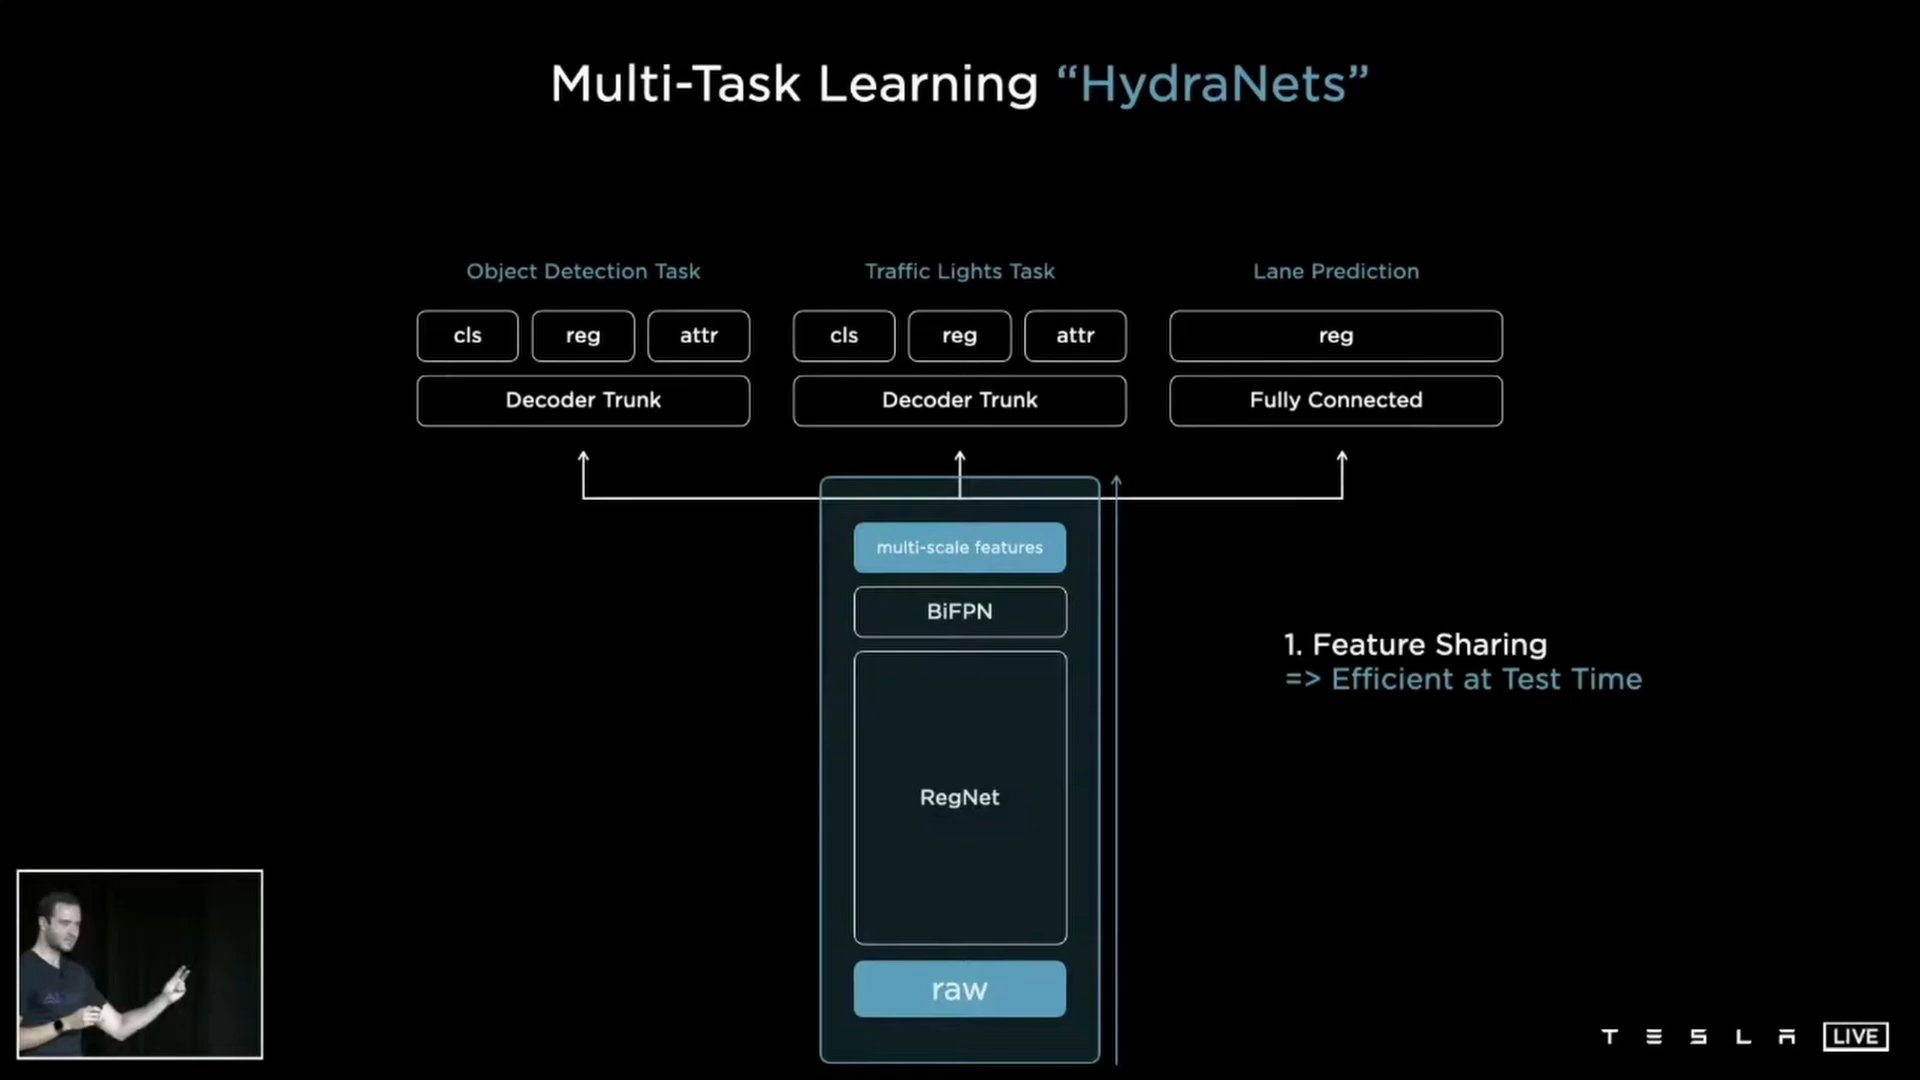 Multi-Task Learning “HydraNets”
Object Detection Task
Traffic Lights Task
Lane Prediction
cls
reg
attr
cls
reg
attr
reg
Decoder Trunk
Decoder Trunk
Fully Connected
multi-scale features
BiFPN
1. Feature Sharing
=> Efficient at Test Time
RegNet
raw
TESLA LIVE